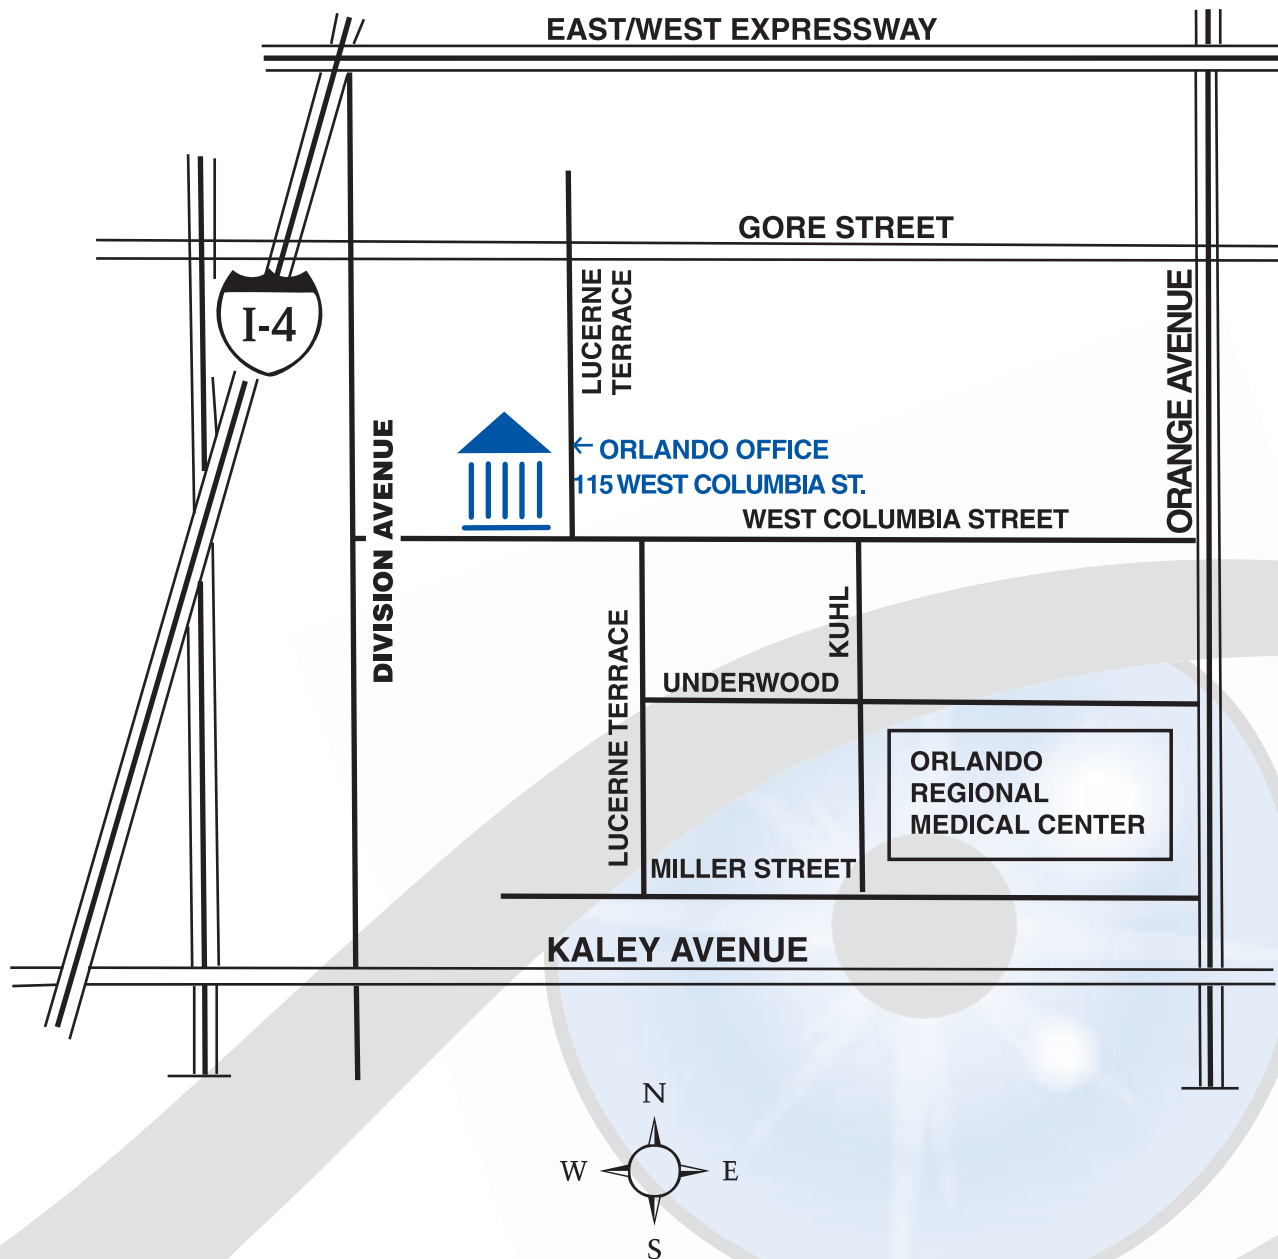 EAST/WEST EXPRESSWAY
GORE STREET
I-4
LUCERNE
TERRACE
ORANGE AVENUE
DIVISION AVENUE
← ORLANDO OFFICE
115 WEST COLUMBIA ST.
WEST COLUMBIA STREET
KUHL
LUCERNE TERRACE
UNDERWOOD
ORLANDO
REGIONAL
MEDICAL CENTER
MILLER STREET
KALEY AVENUE
N
W
E
S